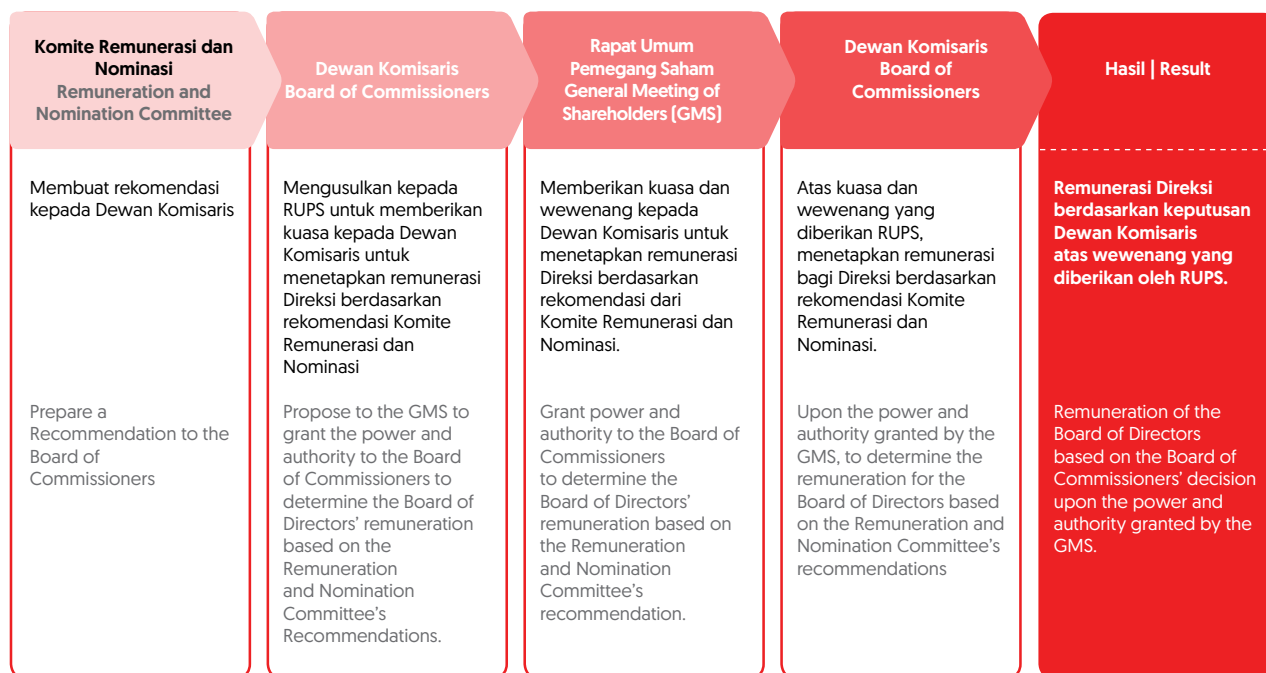 Komite Remunerasi dan
Nominasi
Remuneration and
Nomination Committee
Membuat rekomendasi
kepada Dewan Komisaris
Prepare a
Recommendation to the
Board of
Commissioners
Dewan Komisaris
Board of Commissioners
Mengusulkan kepada
RUPS untuk memberikan
kuasa kepada Dewan
Komisaris untuk
menetapkan remunerasi
Direksi berdasarkan
rekomendasi Komite
Remunerasi dan
Nominasi
Propose to the GMS to
grant the power and
authority to the Board
of Commissioners to
determine the Board of
Directors’ remuneration
based on the
Remuneration
and Nomination
Committee’s
Recommendations.
Rapat Umum
Pemegang Saham
General Meeting of
Shareholders (GMS)
Memberikan kuasa dan
wewenang kepada
Dewan Komisaris untuk
menetapkan remunerasi
Direksi berdasarkan
rekomendasi dari
Komite Remunerasi dan
Nominasi.
Grant power and
authority to the Board of
Commissioners
to determine the
Board of Directors’
remuneration based on
the Remuneration
and Nomination
Committee’s
recommendation.
Dewan Komisaris
Board of
Commissioners
Atas kuasa dan
wewenang yang
diberikan RUPS,
menetapkan remunerasi
bagi Direksi berdasarkan
rekomendasi Komite
Remunerasi dan
Nominasi.
Upon the power and
authority granted by the
GMS, to determine the
remuneration for the
Board of Directors based
on the Remuneration and
Nomination Committee’s
recommendations
Hasil | Result
Remunerasi Direksi
berdasarkan keputusan
Dewan Komisaris
atas wewenang yang
diberikan oleh RUPS.
Remuneration of the
Board of Directors
based on the Board of
Commissioners’ decision
upon the power and
authority granted by the
GMS.